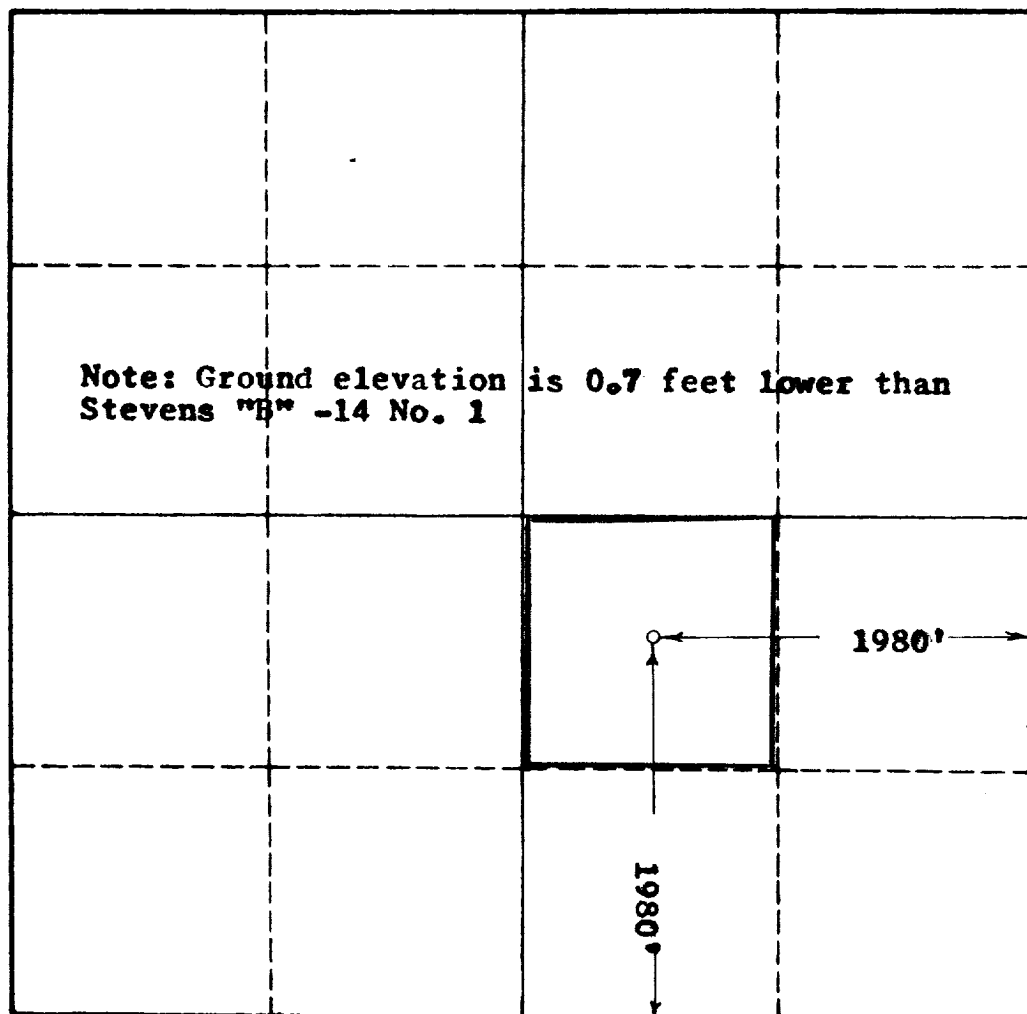 Note: Ground elevation is 0.7 feet lower than
Stevens "B" -14 No. 1
1980'
1980'